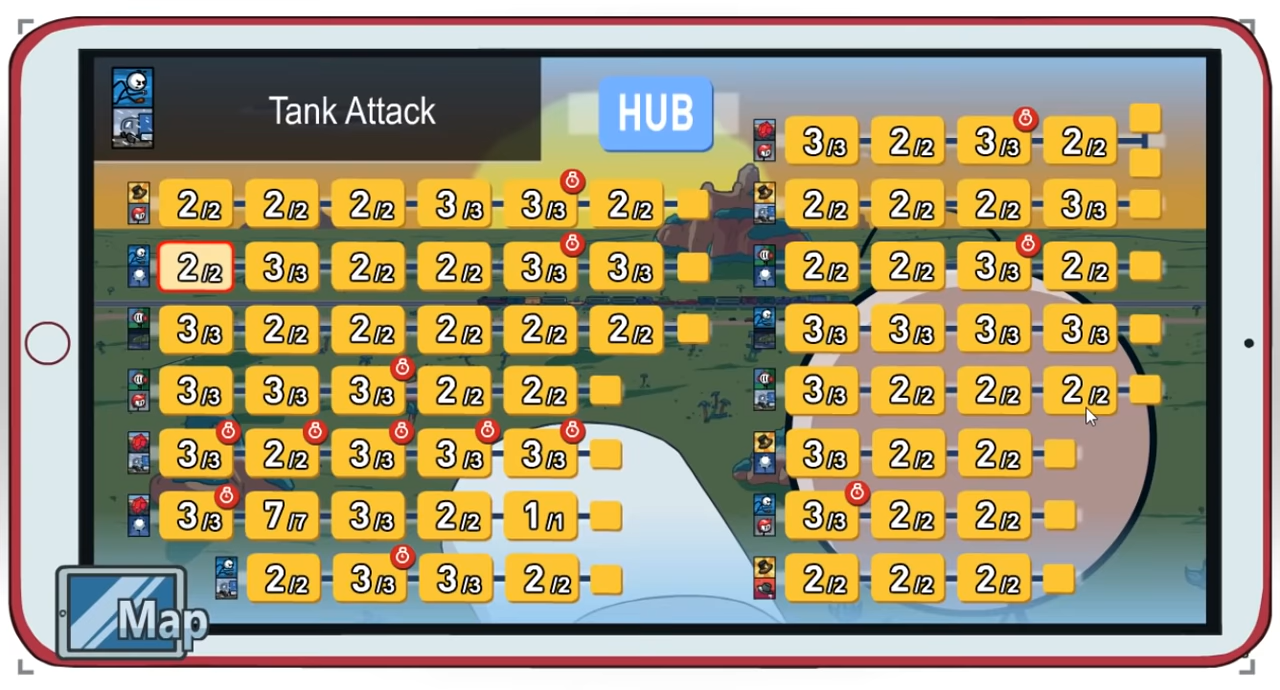 Tank Attack
HUB
3/3 2/2 3/3 2/2
2/2 2/2 2/2 3/3 3/3 2/2
2/2 2/2 2/2 3/3
2/2 3/3 2/2 2/2 3/3 3/3
2/2 2/2 3/3 2/2
3/3 2/2 2/2 2/2 2/2 2/2
3/3 3/3 3/3 3/3
3/3 3/3 3/3 2/2 2/2
3/3 2/2 2/2 2/2
3/3 2/2 3/3 3/3 3/3
3/3 2/2 2/2
3/3 7/7 3/3 2/2 1/1
3/3 2/2 2/2
2/2 3/3 3/3 2/2
2/2 2/2 2/2
Map